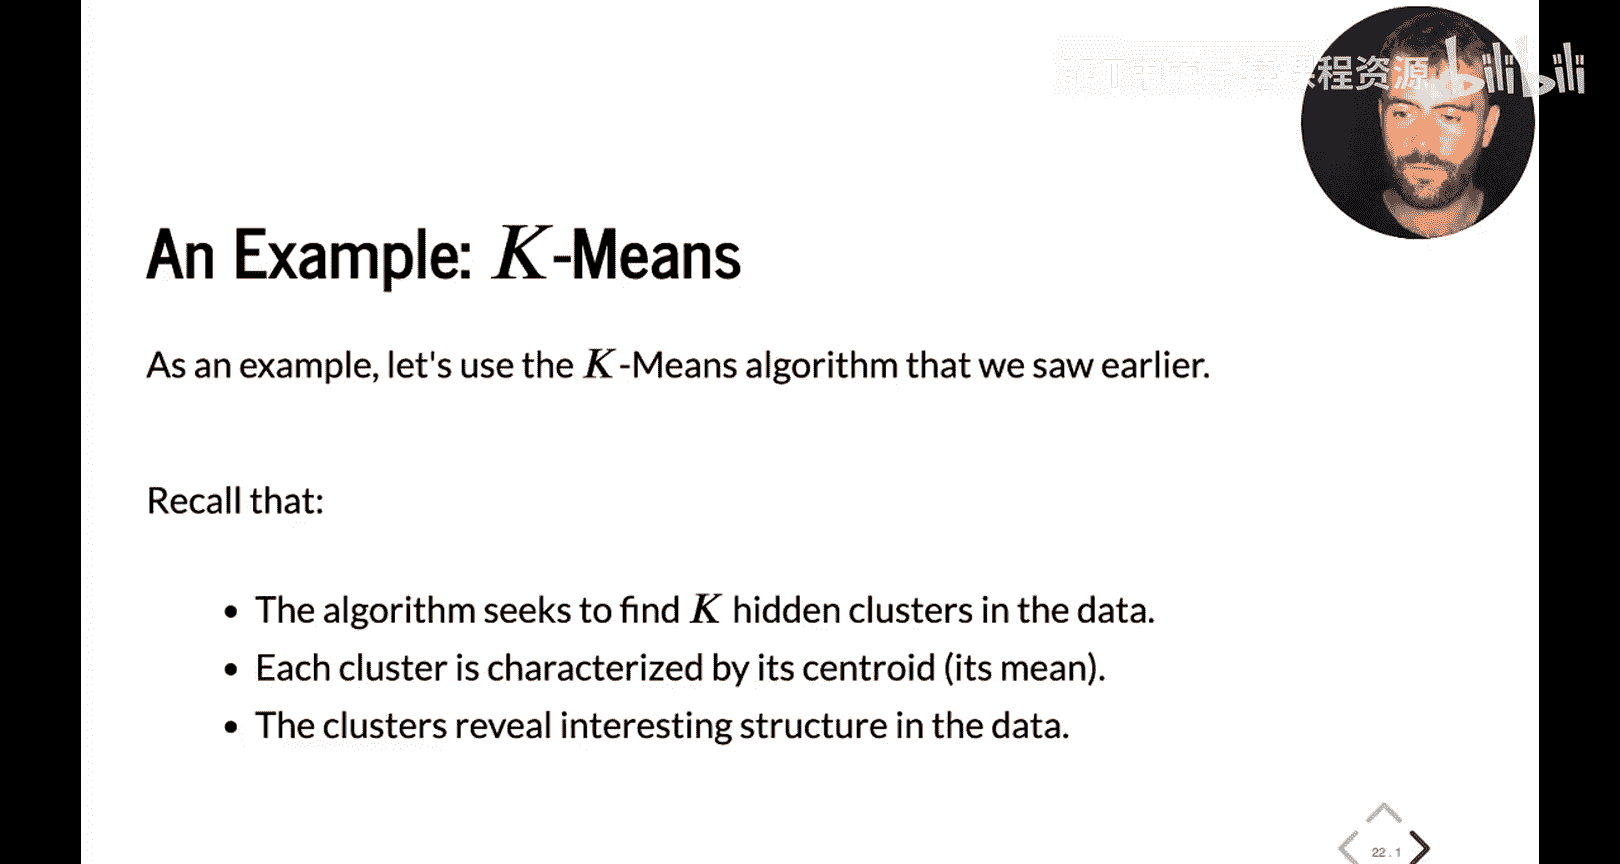 程资源 bilibili
An Example: K-Means
As an example, let's use the K-Means algorithm that we saw earlier.
Recall that:
• The algorithm seeks to find K hidden clusters in the data.
• Each cluster is characterized by its centroid (its mean).
• The clusters reveal interesting structure in the data.
22.1